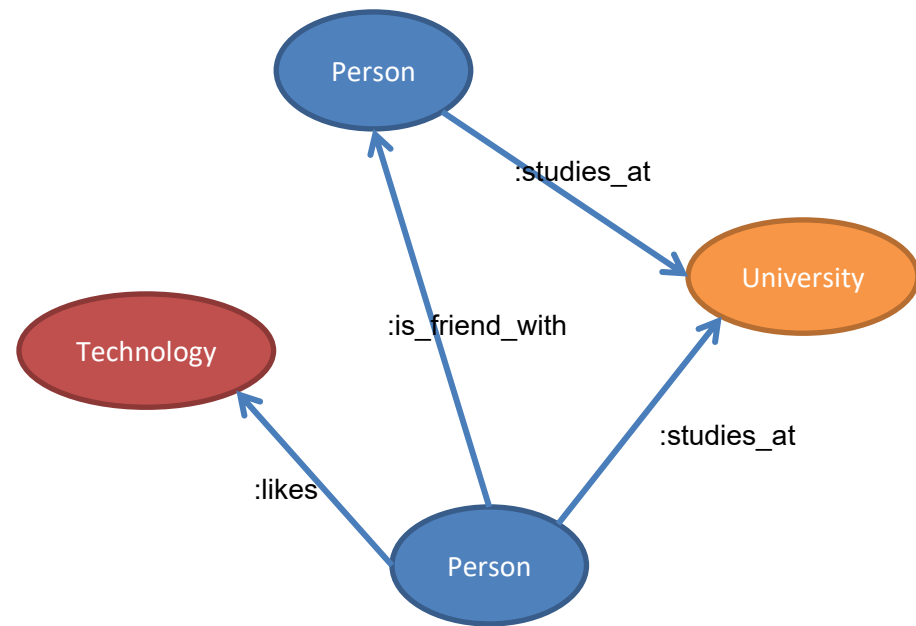 Person
:studies_at
University
:is_friend_with
Technology
:studies_at
:likes
Person